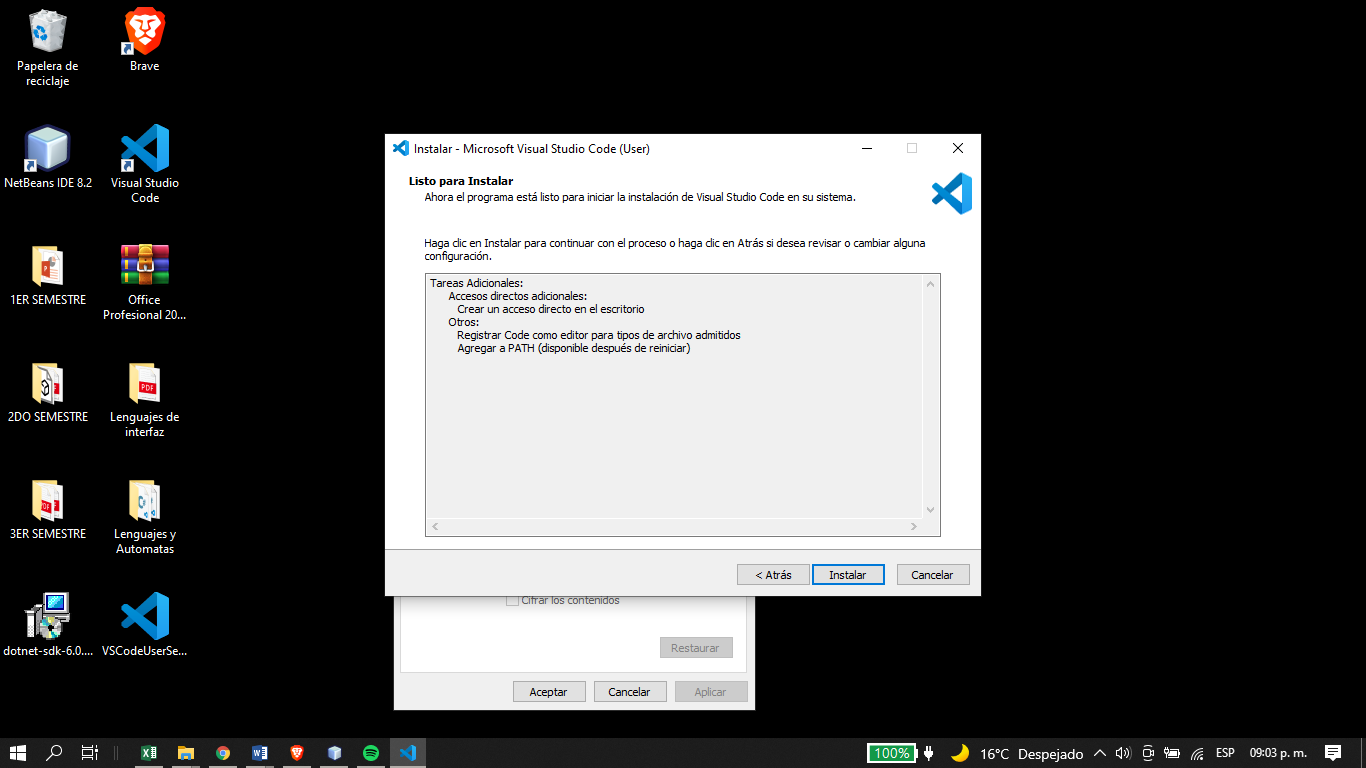 Papelera de
reciclaje
Brave
NetBeans IDE 8.2
Visual Studio
Code
1ER SEMESTRE
Office
Profesional 20...
2DO SEMESTRE
Lenguajes de
interfaz
3ER SEMESTRE
Lenguajes y
Automatas
dotnet-sdk-6.0....
VSCodeUserSe...
Instalar - Microsoft Visual Studio Code (User)
Listo para Instalar
Ahora el programa está listo para iniciar la instalación de Visual Studio Code en su sistema.
Haga clic en Instalar para continuar con el proceso o haga clic en Atrás si desea revisar o cambiar alguna
configuración.
Tareas Adicionales:
Accesos directos adicionales:
Crear un acceso directo en el escritorio
Otros:
Registrar Code como editor para tipos de archivo admitidos
Agregar a PATH (disponible después de reiniciar)
< Atrás
Instalar
Cancelar
Cifrar los contenidos
Restaurar
Aceptar
Cancelar
Aplicar
100%
16°C Despejado
ESP
09:03 p. m.